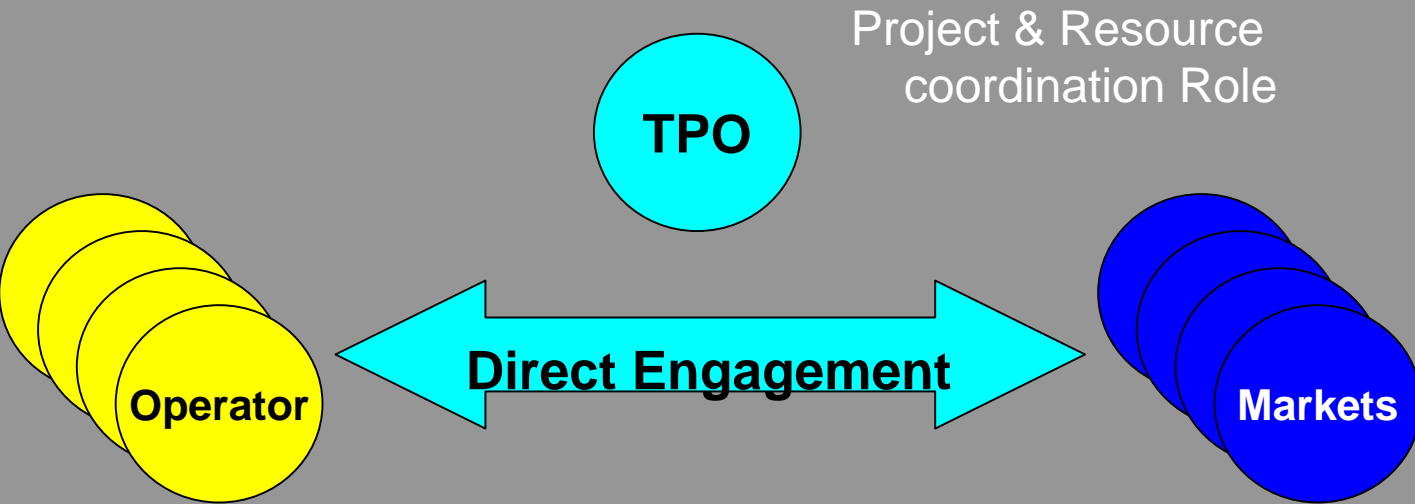 Project & Resource
coordination Role
TPO
Direct Engagement
Operator
Markets